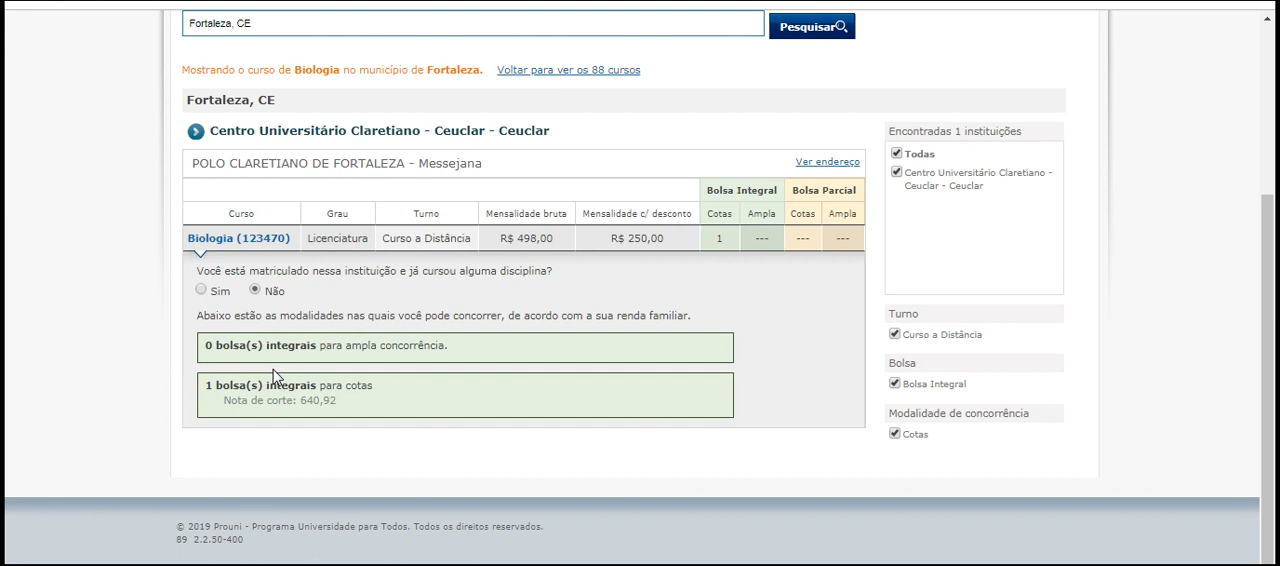 Fortaleza, CE
Pesquisar
Mostrando o curso de Biologia no município de Fortaleza. Voltar para ver os 88 cursos
Fortaleza, CE
Centro Universitário Claretiano - Ceuclar - Ceuclar
POLO CLARETIANO DE FORTALEZA - Messejana Ver endereço
Bolsa Integral Bolsa Parcial
Curso Grau Turno Mensalidade bruta Mensalidade c/ desconto Cotas Ampla Cotas Ampla
Biologia (123470) Licenciatura Curso a Distância R$ 498,00 R$ 250,00 1 --- --- ---
Você está matriculado nessa instituição e já cursou alguma disciplina?
Sim Não
Abaixo estão as modalidades nas quais você pode concorrer, de acordo com a sua renda familiar.
0 bolsa(s) integrais para ampla concorrência.
1 bolsa(s) integrais para cotas
Nota de corte: 640,92
Encontradas 1 instituições
Todas
Centro Universitário Claretiano -
Ceuclar - Ceuclar
Turno
Curso a Distância
Bolsa
Bolsa Integral
Modalidade de concorrência
Cotas
© 2019 Prouni - Programa Universidade para Todos. Todos os direitos reservados.
89 2.2.50-400